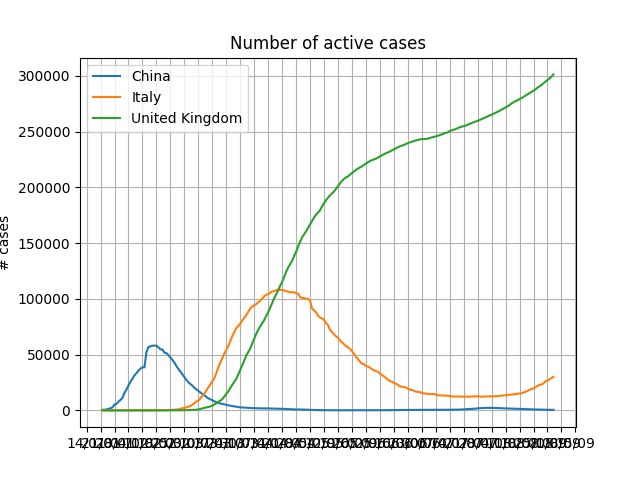 Number of active cases
China
Italy
United Kingdom
300000
250000
200000
150000
100000
50000
0
# cases